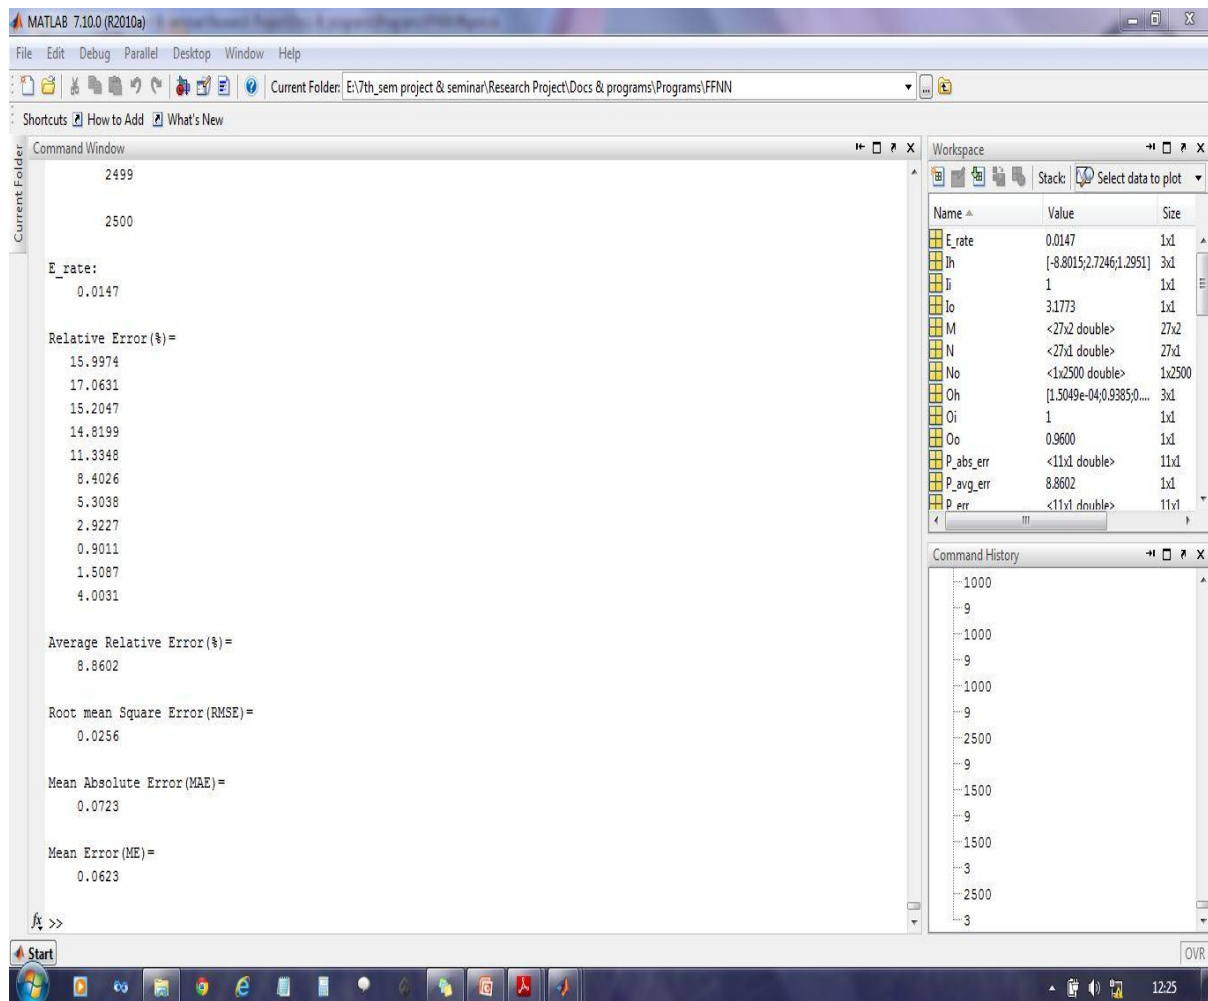 MATLAB 7.10.0 (R2010a)
File Edit Debug Parallel Desktop Window Help
Current Folder: E:\7th_sem project & seminar\Research Project\Docs & programs\Programs\FFNN
Shortcuts How to Add What's New
Current Folder
Command Window
2499
2500
E_rate:
0.0147
Relative Error(%)=
15.9974
17.0631
15.2047
14.8199
11.3348
8.4026
5.3038
2.9227
0.9011
1.5087
4.0031
Average Relative Error(%)=
8.8602
Root mean Square Error(RMSE)=
0.0256
Mean Absolute Error(MAE)=
0.0723
Mean Error(ME)=
0.0623
fx >>
Workspace
Stack: Select data to plot
Name Value Size
E_rate 0.0147 1x1
Ih [-8.8015;2.7246;1.2951] 3x1
Ii 1 1x1
Io 3.1773 1x1
M <27x2 double> 27x2
N <27x1 double> 27x1
No <1x2500 double> 1x2500
Oh [1.5049e-04;0.9385;0.... 3x1
Oi 1 1x1
Oo 0.9600 1x1
P_abs_err <11x1 double> 11x1
P_avg_err 8.8602 1x1
P_err <11x1 double> 11x1
Command History
1000
9
1000
9
1000
9
2500
9
1500
9
1500
3
2500
3
Start
OVR
12:25